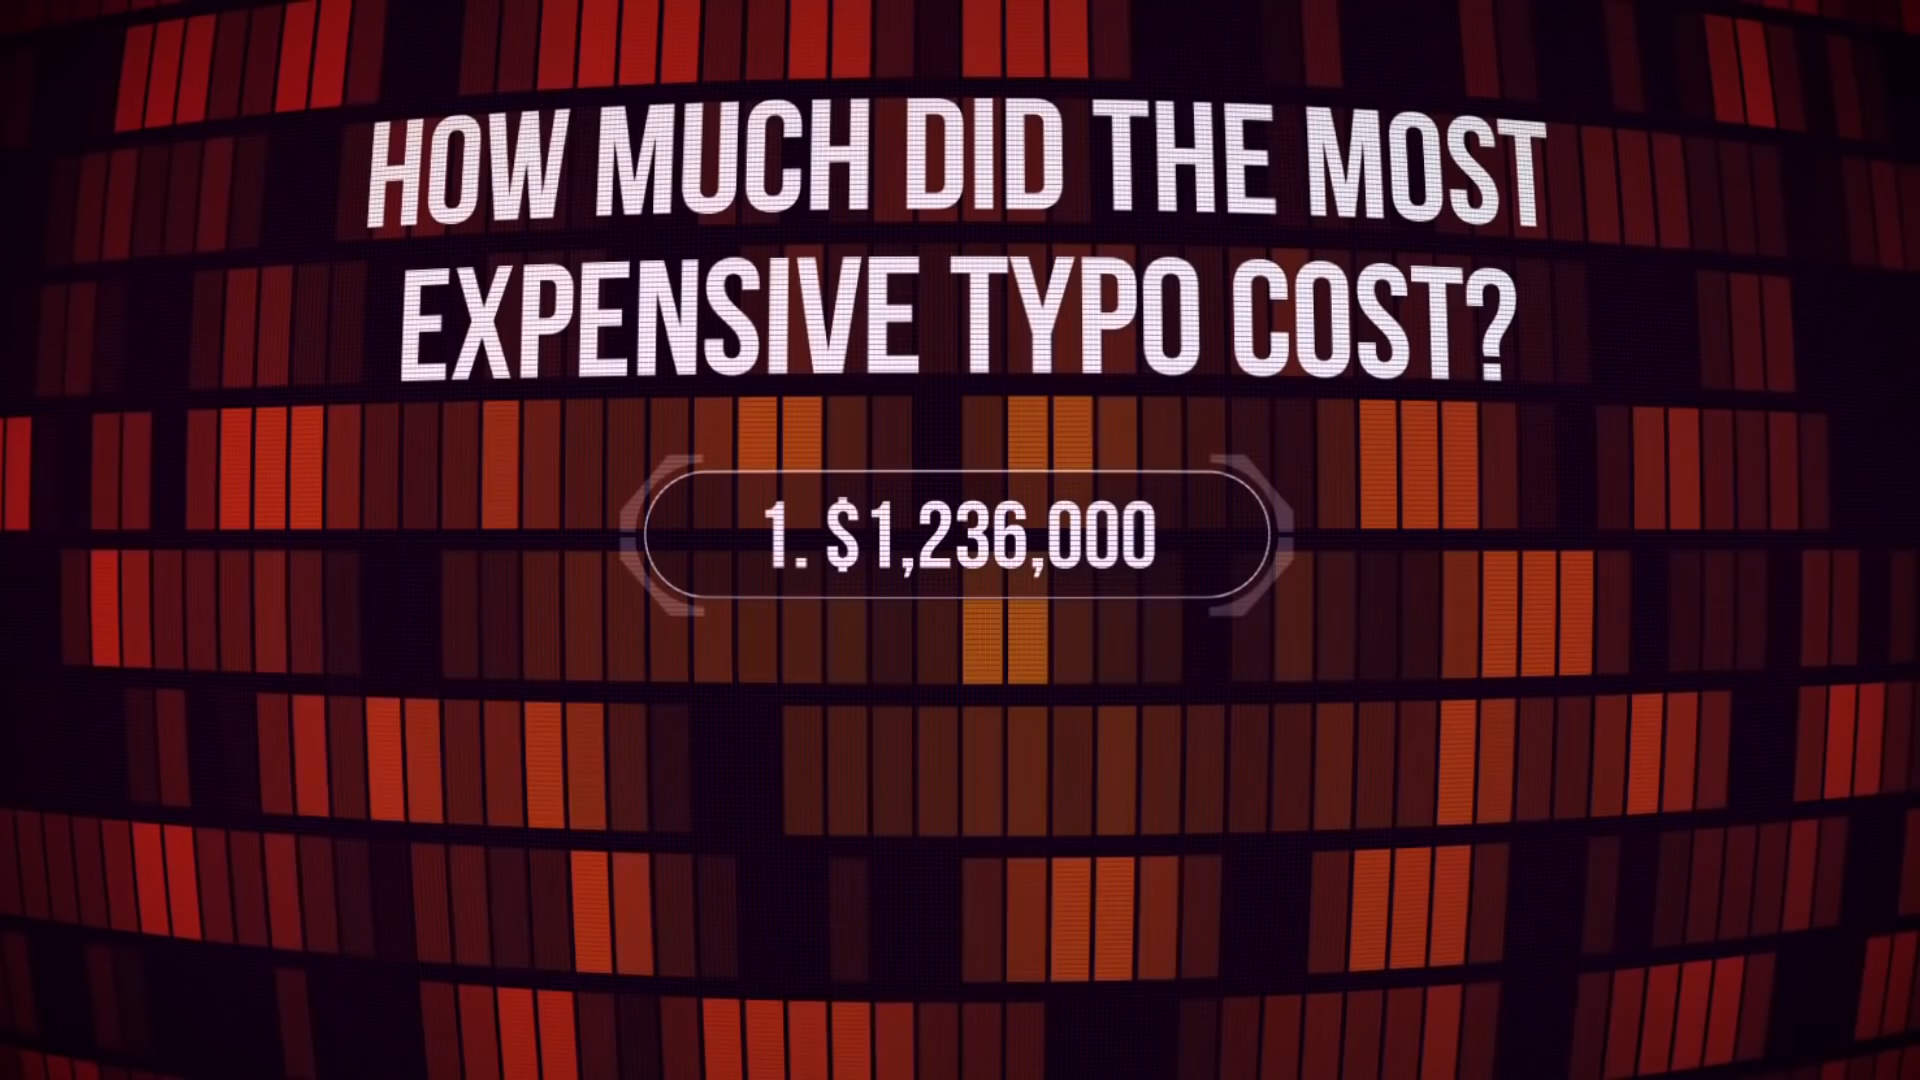 HOW MUCH DID THE MOST
EXPENSIVE TYPO COST?
1. $1,236,000